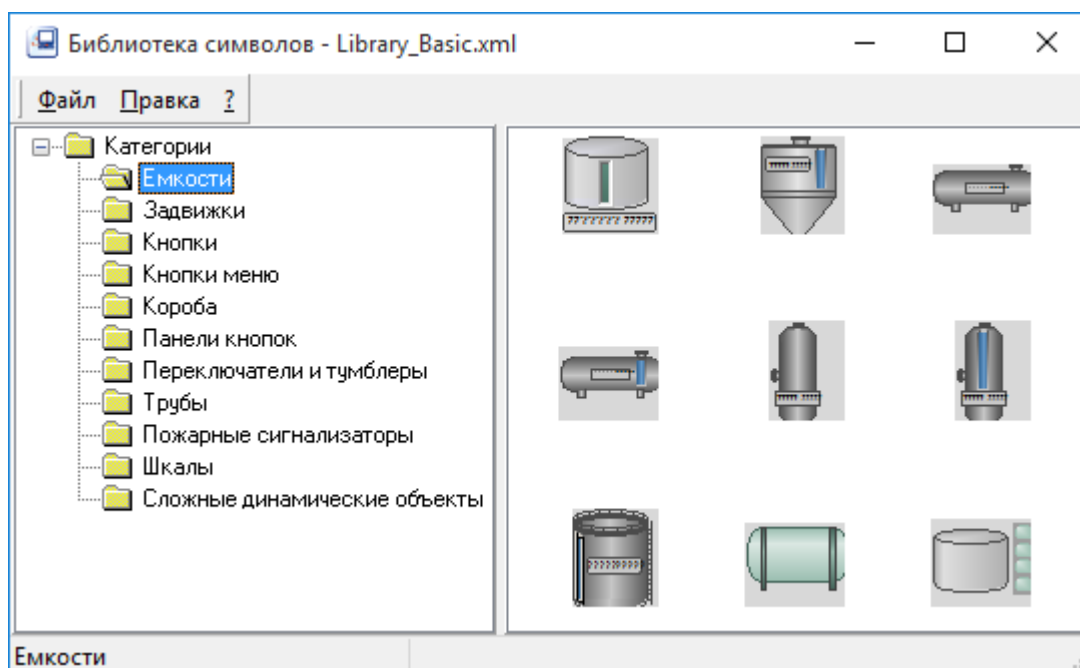 Библиотека символов - Library_Basic.xml
Файл Правка ?
Категории
Емкости
Задвижки
Кнопки
Кнопки меню
Короба
Панели кнопок
Переключатели и тумблеры
Трубы
Пожарные сигнализаторы
Шкалы
Сложные динамические объекты
Емкости